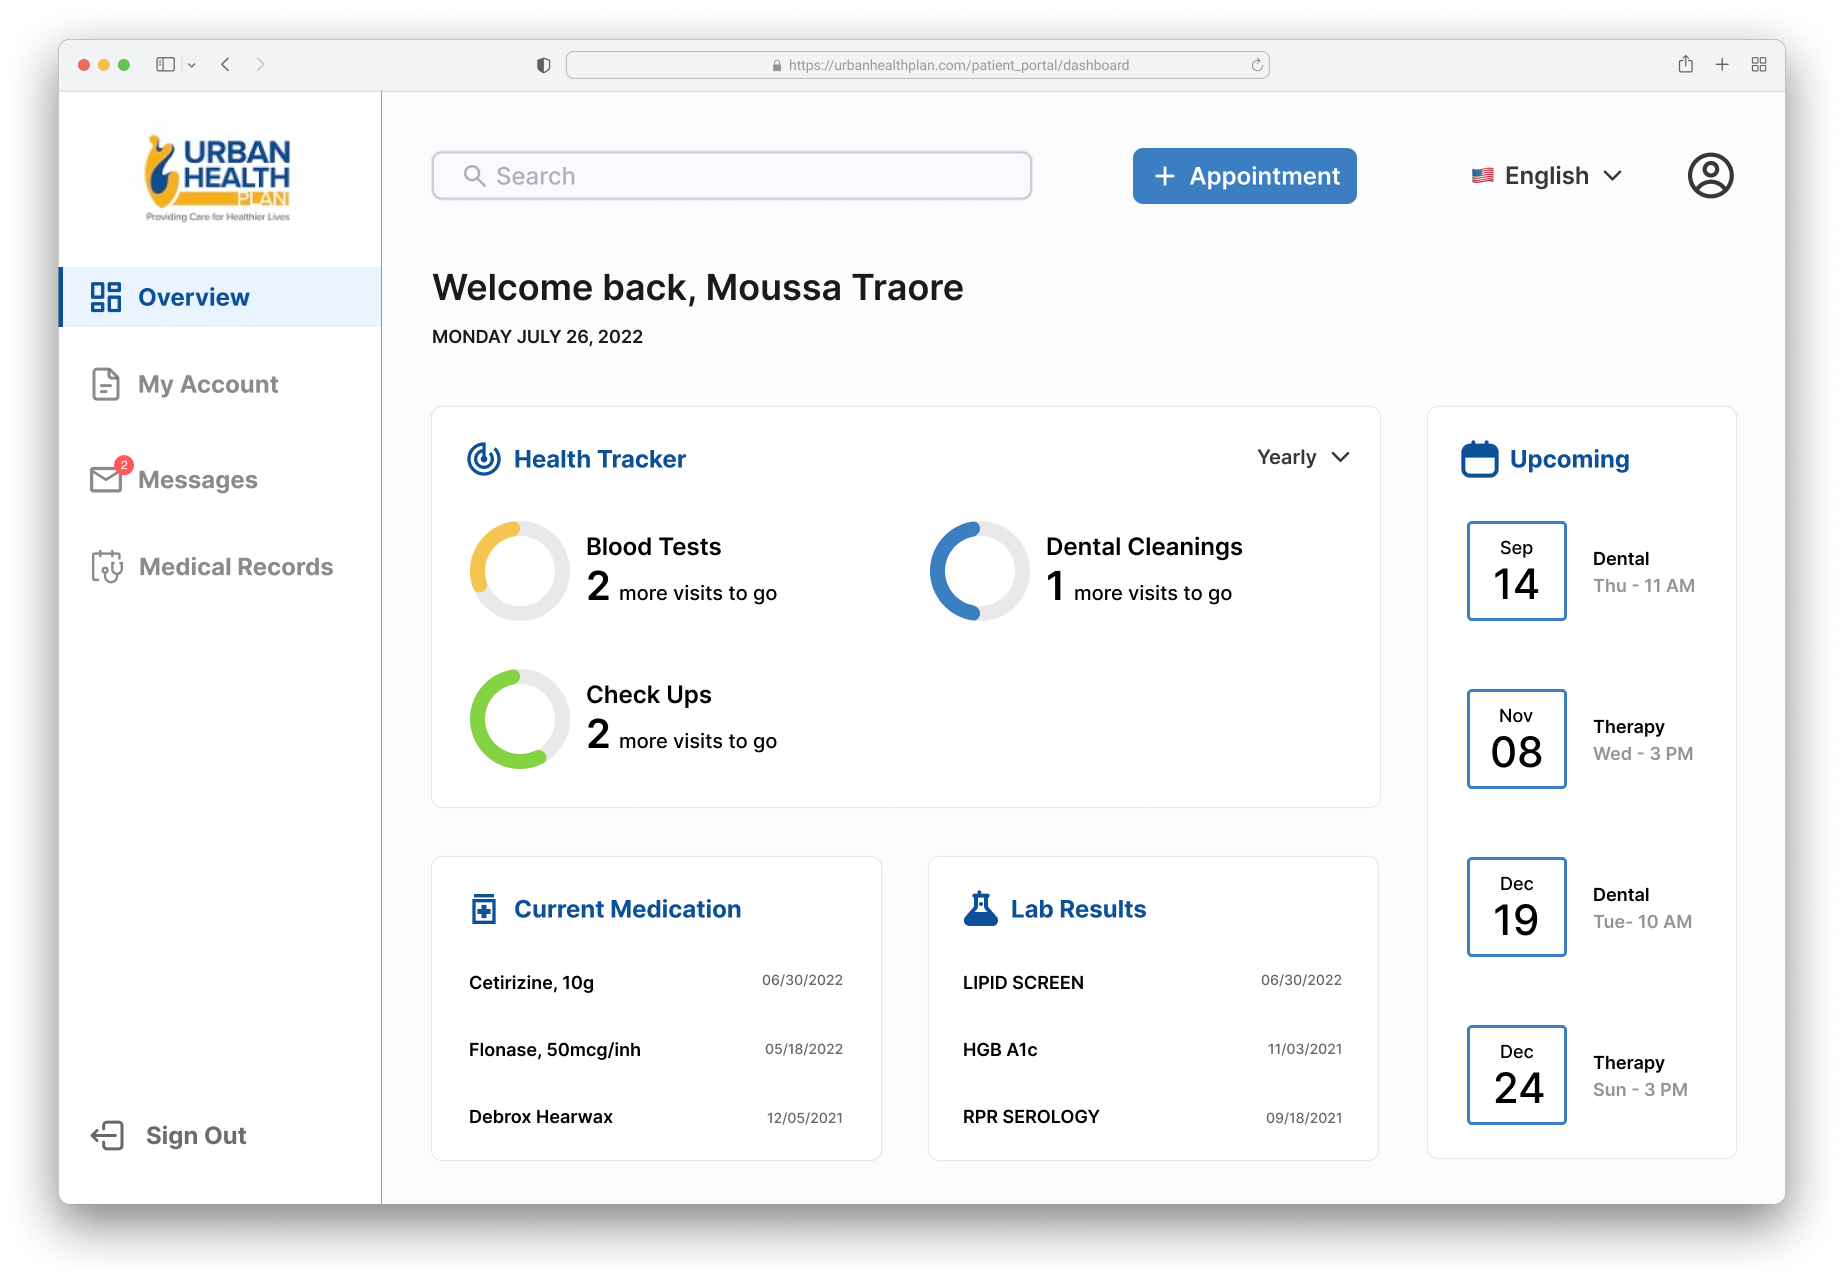 https://urbanhealthplan.com/patient_portal/dashboard
URBAN
HEALTH
PLAN
Providing Care for Healthier Lives
Overview
My Account
2
Messages
Medical Records
Sign Out
Search
+ Appointment
English
Welcome back, Moussa Traore
MONDAY JULY 26, 2022
Health Tracker
Yearly
Blood Tests
2 more visits to go
Dental Cleanings
1 more visits to go
Check Ups
2 more visits to go
Current Medication
Cetirizine, 10g 06/30/2022
Flonase, 50mcg/inh 05/18/2022
Debrox Hearwax 12/05/2021
Lab Results
LIPID SCREEN 06/30/2022
HGB A1c 11/03/2021
RPR SEROLOGY 09/18/2021
Upcoming
Sep
14
Dental
Thu - 11 AM
Nov
08
Therapy
Wed - 3 PM
Dec
19
Dental
Tue- 10 AM
Dec
24
Therapy
Sun - 3 PM